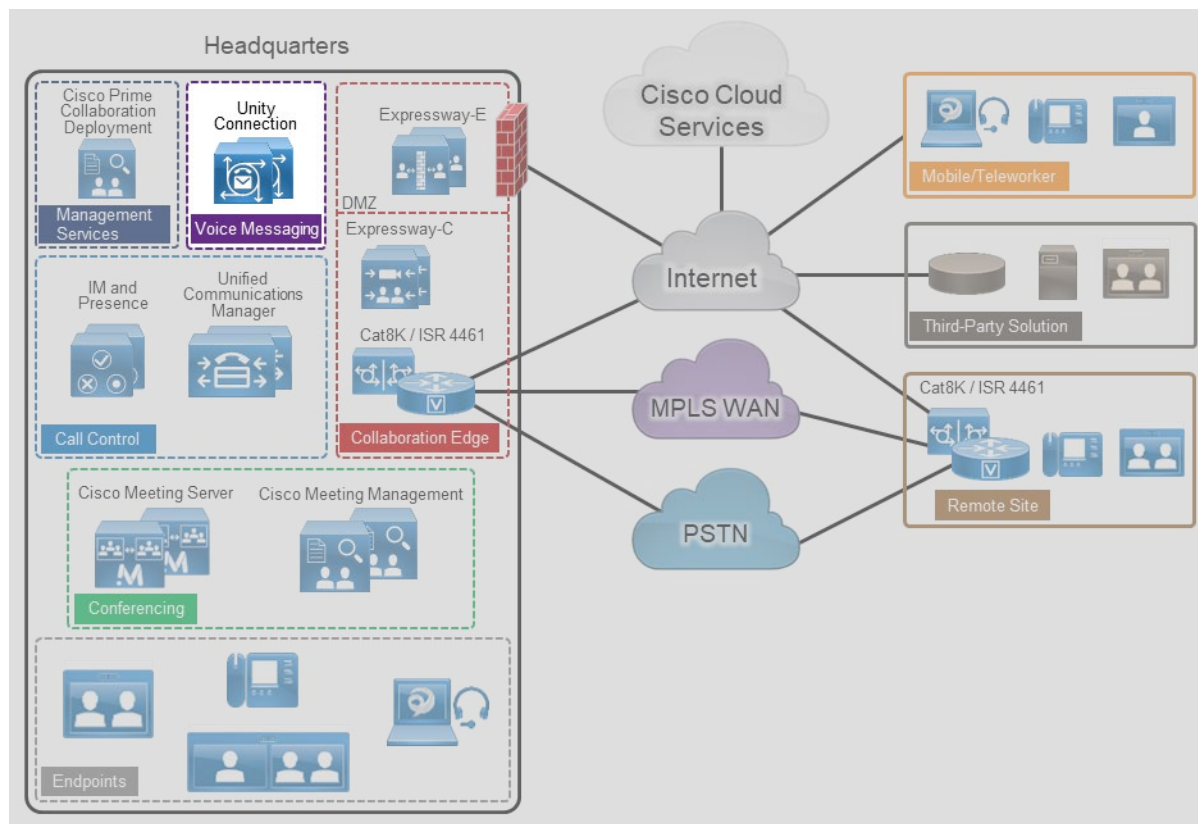 Headquarters
Cisco Prime
Collaboration
Deployment
Management
Services
Unity
Connection
Voice Messaging
Expressway-E
DMZ
Expressway-C
Cat8K / ISR 4461
V
Collaboration Edge
IM and
Presence
Unified
Communications
Manager
Call Control
Cisco Meeting Server
M
M
Cisco Meeting Management
Conferencing
Endpoints
Cisco Cloud
Services
Internet
MPLS WAN
PSTN
Mobile/Teleworker
Third-Party Solution
Cat8K / ISR 4461
V
Remote Site